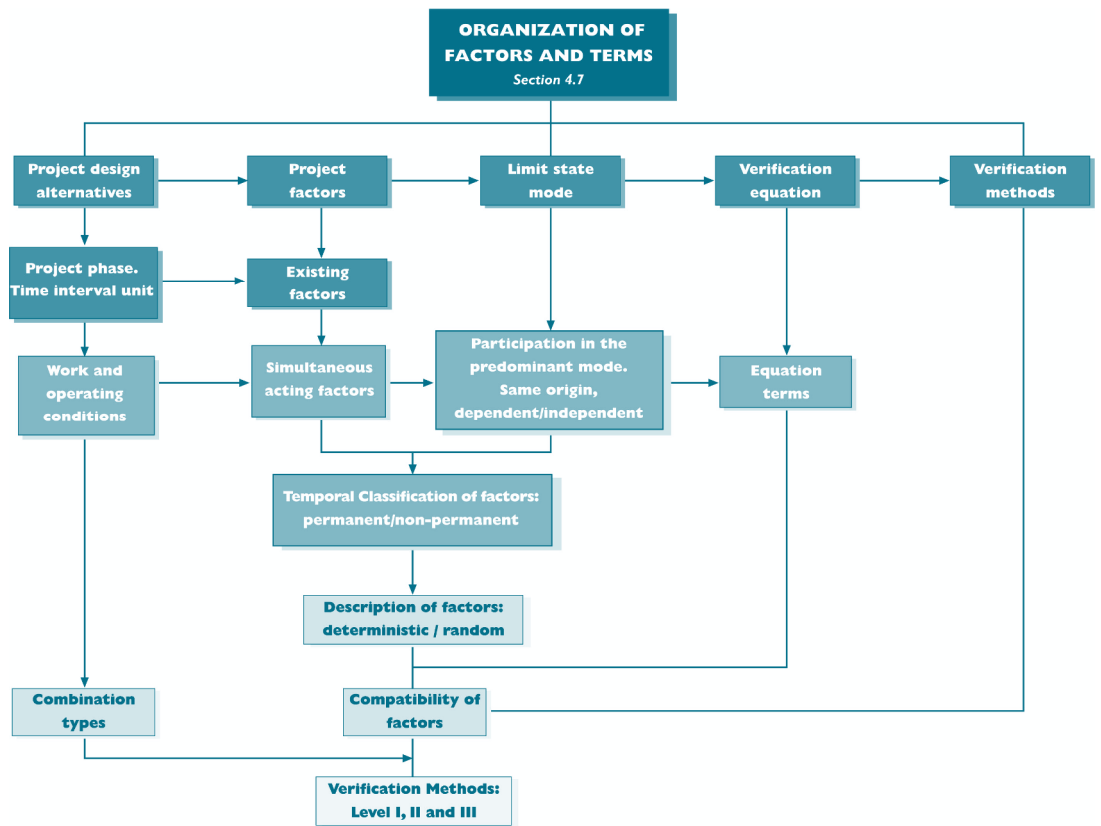 ORGANIZATION OF
FACTORS AND TERMS
Section 4.7
Project design
alternatives
Project
factors
Limit state
mode
Verification
equation
Verification
methods
Project phase.
Time interval unit
Existing
factors
Work and
operating
conditions
Simultaneous
acting factors
Participation in the
predominant mode.
Same origin,
dependent/independent
Equation
terms
Temporal Classification of factors:
permanent/non-permanent
Description of factors:
deterministic / random
Combination
types
Compatibility of
factors
Verification Methods:
Level I, II and III